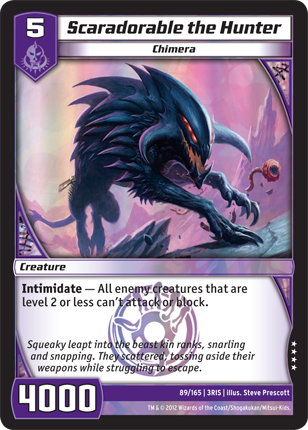 5
Scaradorable the Hunter
Chimera
Creature
Intimidate — All enemy creatures that are
level 2 or less can't attack or block.
Squeaky leapt into the beast kin ranks, snarling
and snapping. They scattered, tossing aside their
weapons while struggling to escape.
4000
89/165 | 3RIS | illus. Steve Prescott
TM & © 2012 Wizards of the Coast/Shogakukan/Mitsui-Kids.